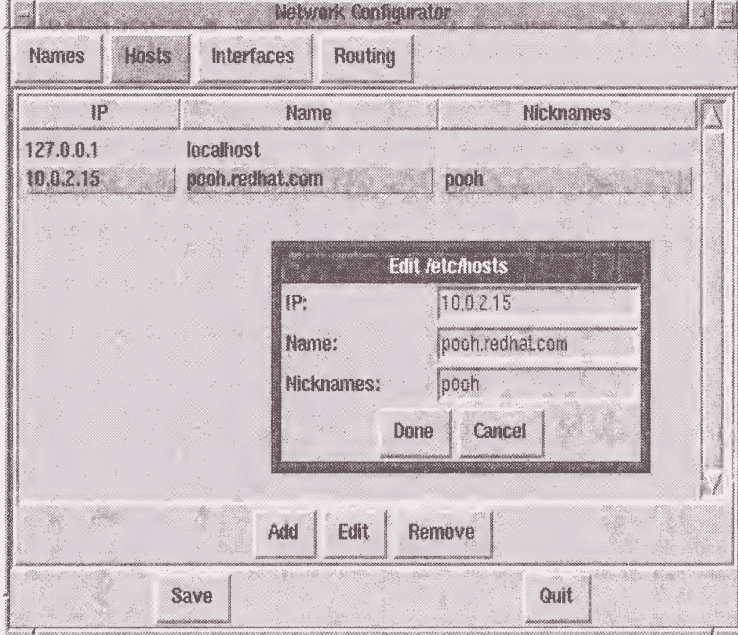 Network Configurator
Names Hosts Interfaces Routing
IP Name Nicknames
127.0.0.1 localhost
10.0.2.15 pooh.redhat.com pooh
Edit /etc/hosts
IP: 10.0.2.15
Name: pooh.redhat.com
Nicknames: pooh
Done Cancel
Add Edit Remove
Save Quit